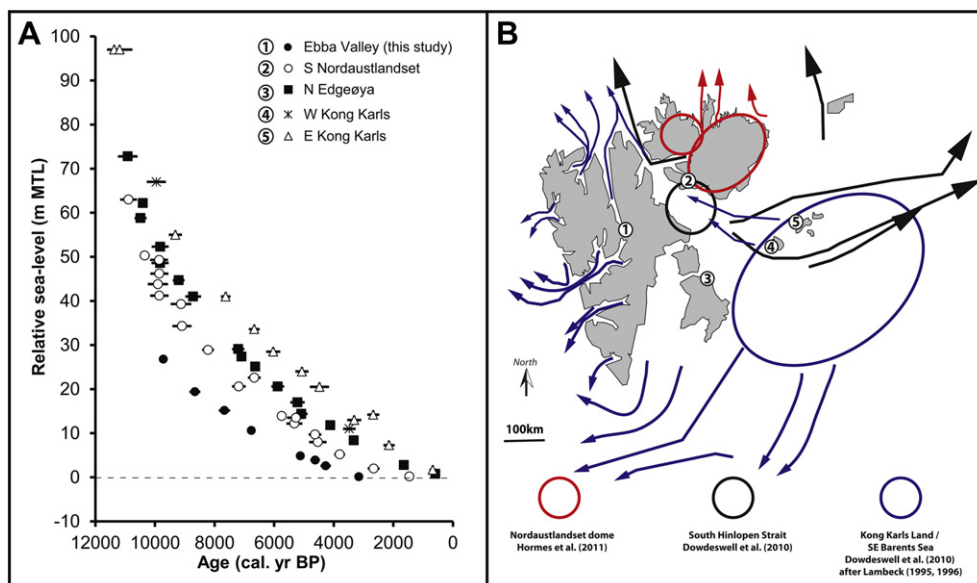 A
100
90
80
70
60
50
40
30
20
10
0
-10
Relative sea-level (m MTL)
12000
10000
8000
6000
4000
2000
0
Age (cal. yr BP)
1 Ebba Valley (this study)
2 S Nordaustlandset
3 N Edgeøya
4 W Kong Karls
5 E Kong Karls
B
2
1
5
4
3
North
100km
Nordaustlandset dome
Hormes et al. (2011)
South Hinlopen Strait
Dowdeswell et al. (2010)
Kong Karls Land /
SE Barents Sea
Dowdeswell et al. (2010)
after Lambeck (1995, 1996)